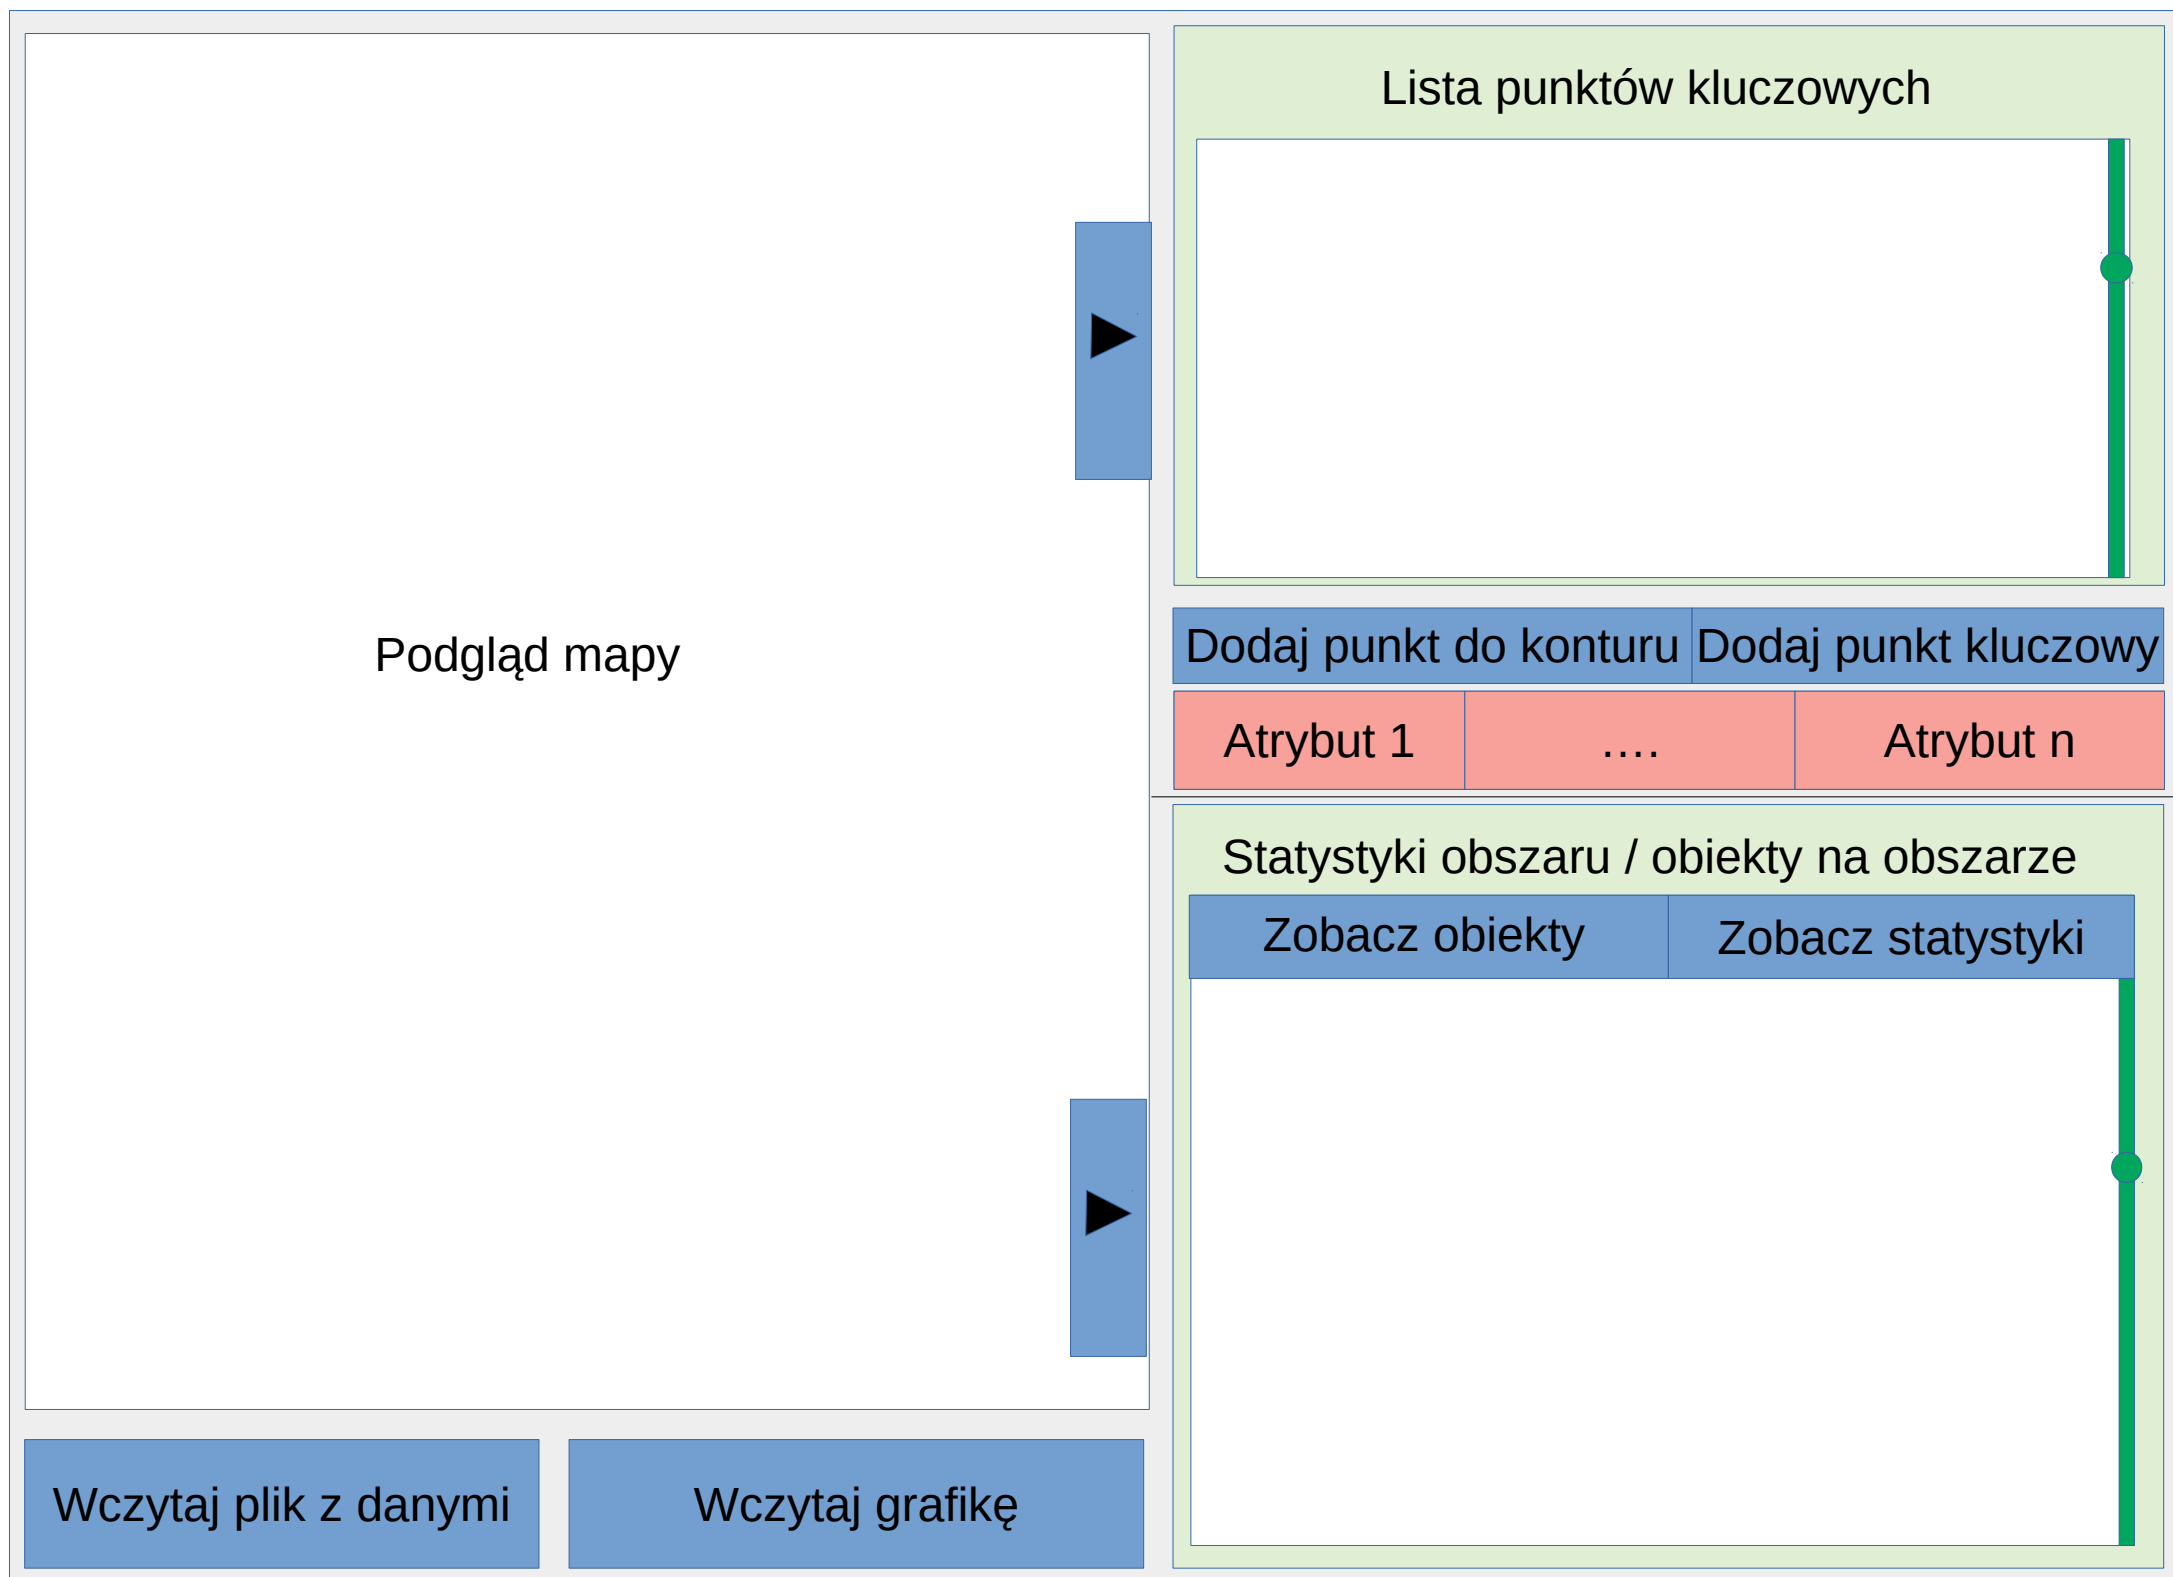 Lista punktów kluczowych
Podgląd mapy
Dodaj punkt do konturu
Dodaj punkt kluczowy
Atrybut 1
....
Atrybut n
Statystyki obszaru / obiekty na obszarze
Zobacz obiekty
Zobacz statystyki
Wczytaj plik z danymi
Wczytaj grafikę